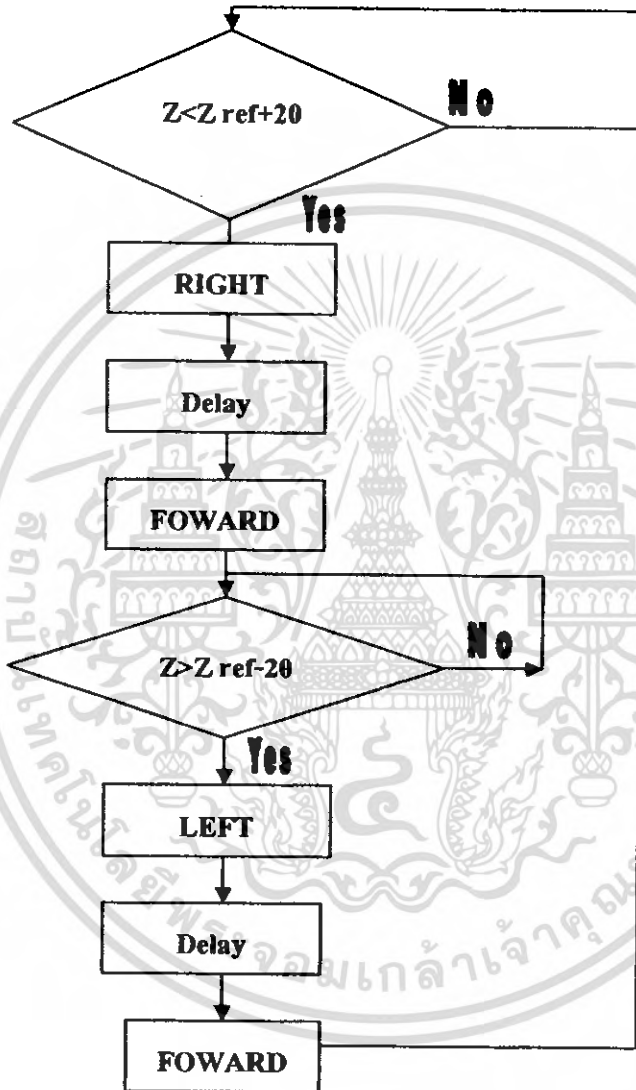 Z<Z ref+20
No
Yes
RIGHT
Delay
FOWARD
Z>Z ref-20
No
Yes
LEFT
Delay
FOWARD